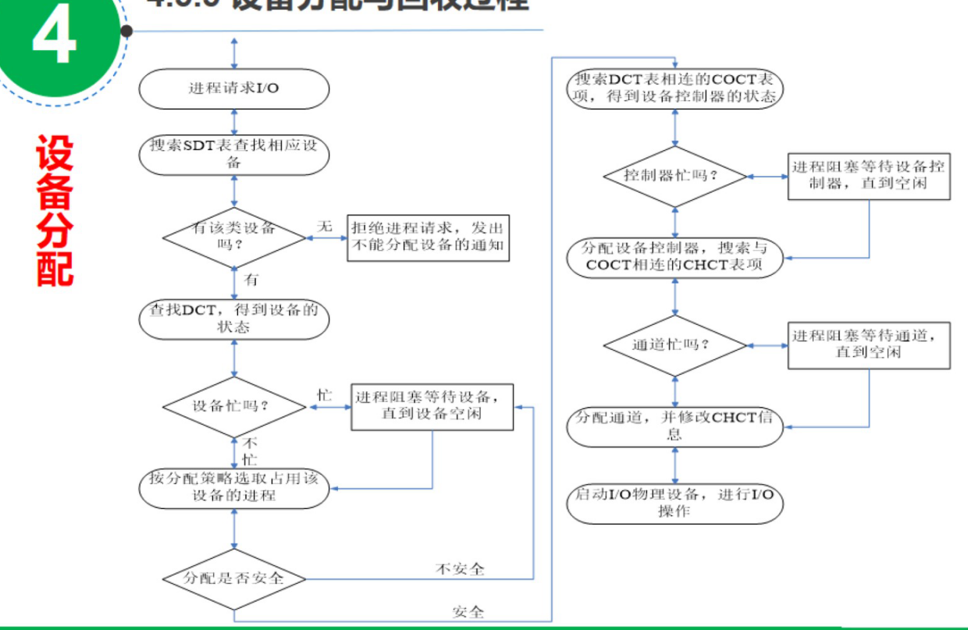 4
4.5.5 设备分配与回收过程
设备分配
进程请求I/O
搜索SDT表查找相应设
备
有该类设备
吗?
无
拒绝进程请求,发出
不能分配设备的通知
有
查找DCT,得到设备的
状态
设备忙吗?
忙
进程阻塞等待设备,
直到设备空闲
不
忙
按分配策略选取占用该
设备的进程
分配是否安全
不安全
安全
搜索DCT表相连的COCT表
项,得到设备控制器的状态
控制器忙吗?
进程阻塞等待设备控
制器,直到空闲
分配设备控制器,搜索与
COCT相连的CHCT表项
通道忙吗?
进程阻塞等待通道,
直到空闲
分配通道,并修改CHCT信
息
启动I/O物理设备,进行I/O
操作